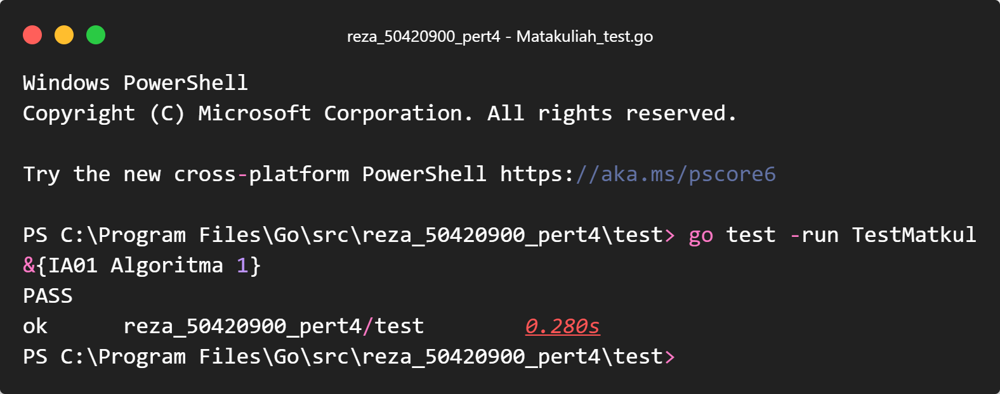 reza_50420900_pert4 - Matakuliah_test.go
Windows PowerShell
Copyright (C) Microsoft Corporation. All rights reserved.
Try the new cross-platform PowerShell https://aka.ms/pscore6
PS C:\Program Files\Go\src\reza_50420900_pert4\test> go test -run TestMatkul
&{IA01 Algoritma 1}
PASS
ok      reza_50420900_pert4/test        0.280s
PS C:\Program Files\Go\src\reza_50420900_pert4\test>